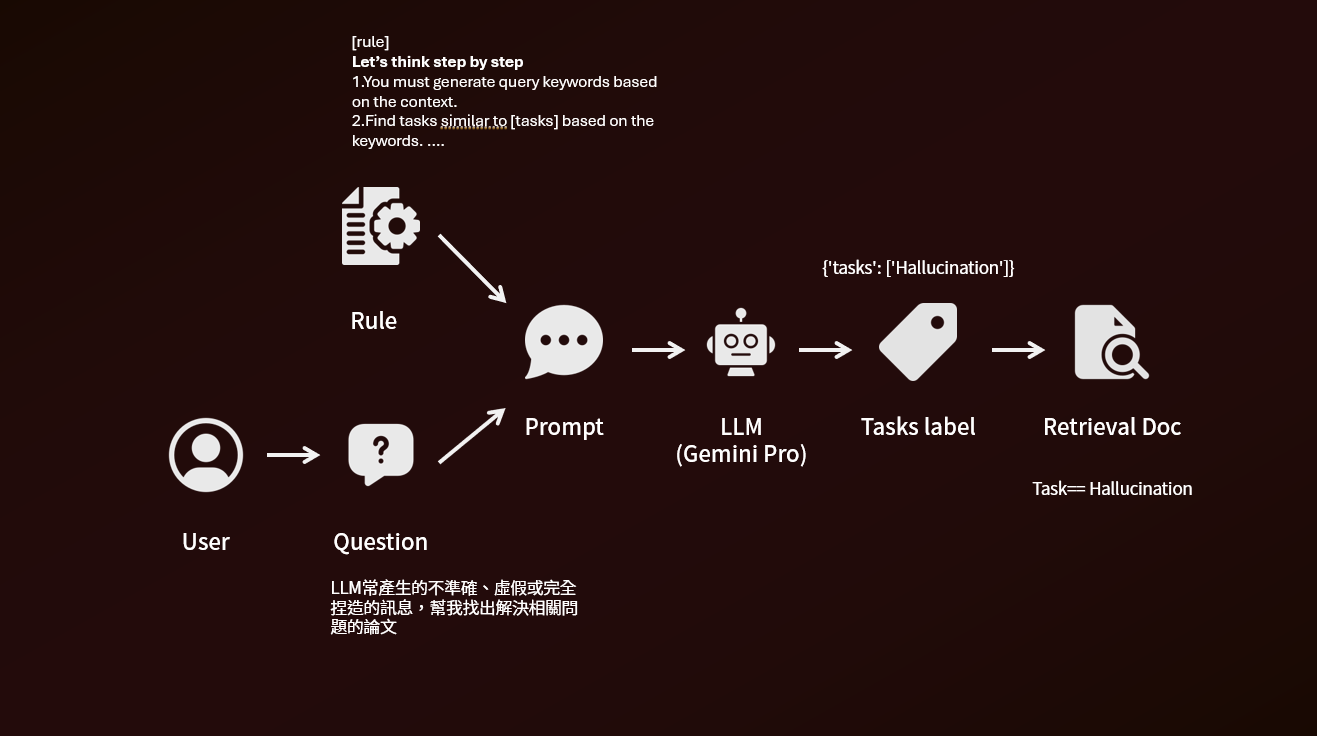 [rule]
Let’s think step by step
1.You must generate query keywords based
on the context.
2.Find tasks similar to [tasks] based on the
keywords. ....
Rule
{'tasks': ['Hallucination']}
Prompt
LLM
(Gemini Pro)
Tasks label
Retrieval Doc
Task== Hallucination
?
User
Question
LLM常產生的不準確、虛假或完全
捏造的訊息，幫我找出解決相關問
題的論文